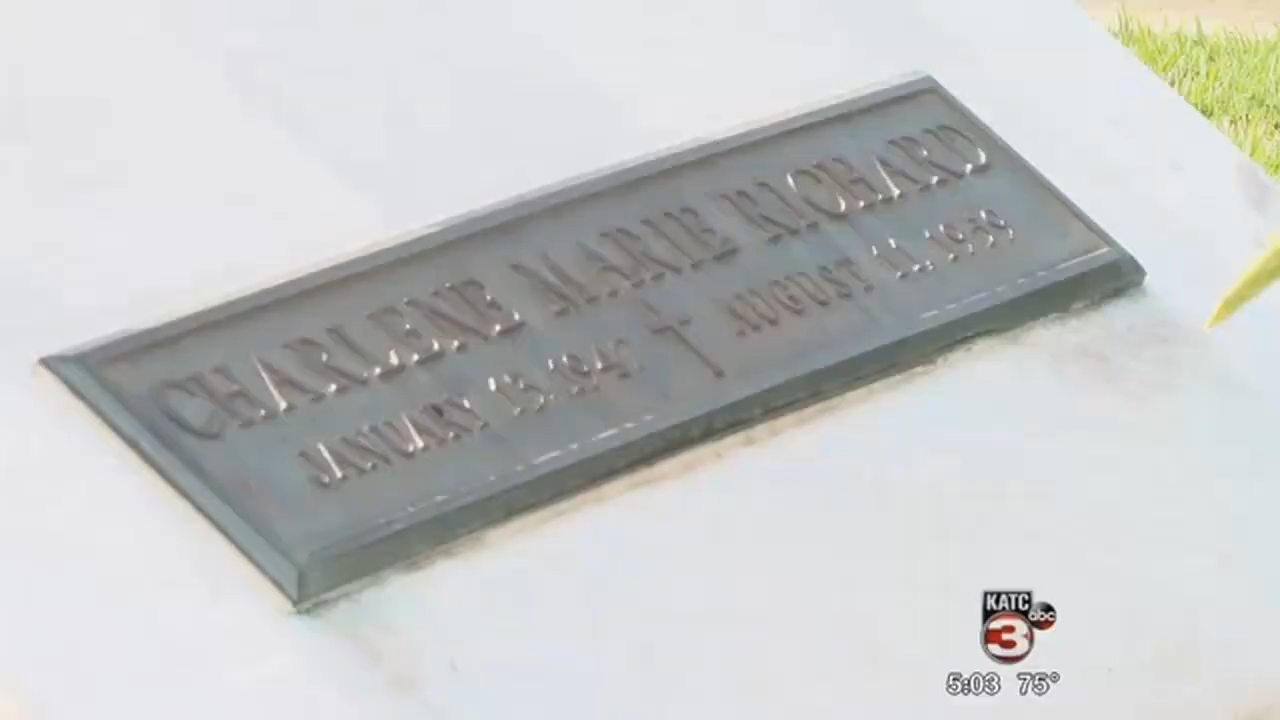 CHARLENE MARIE RICHARD
JANUARY 13, 1947 AUGUST 11, 1959
KATC
abc
3
5:03 75°